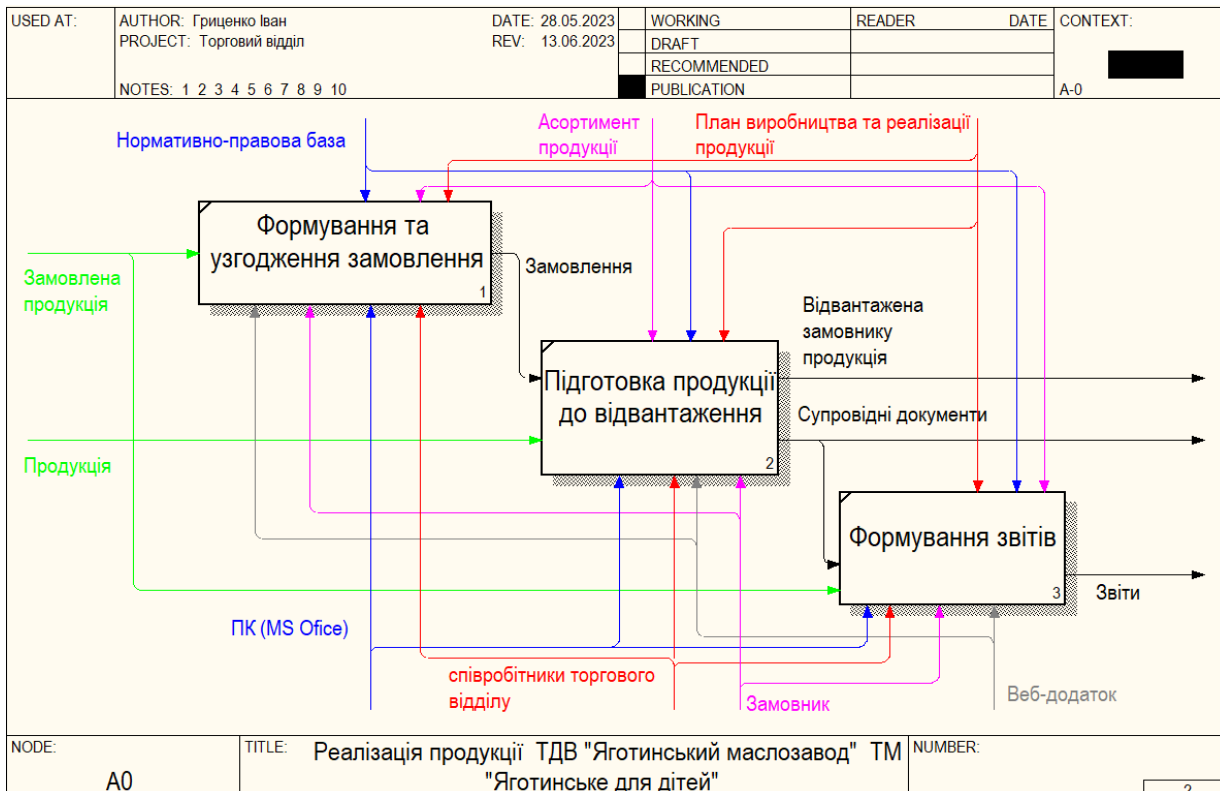 USED AT:
AUTHOR: Гриценко Іван
DATE: 28.05.2023
PROJECT: Торговий відділ
REV: 13.06.2023
NOTES: 1 2 3 4 5 6 7 8 9 10
WORKING
DRAFT
RECOMMENDED
PUBLICATION
READER
DATE
CONTEXT:
A-0
Нормативно-правова база
Асортимент
продукції
План виробництва та реалізації
продукції
Формування та
узгодження замовлення
1
Замовлена
продукція
Замовлення
Відвантажена
замовнику
продукція
Підготовка продукції
до відвантаження
2
Супровідні документи
Продукція
Формування звітів
3
Звіти
ПК (MS Ofice)
співробітники торгового
відділу
Замовник
Веб-додаток
NODE:
A0
TITLE:
Реалізація продукції ТДВ "Яготинський маслозавод" ТМ
"Яготинське для дітей"
NUMBER:
2